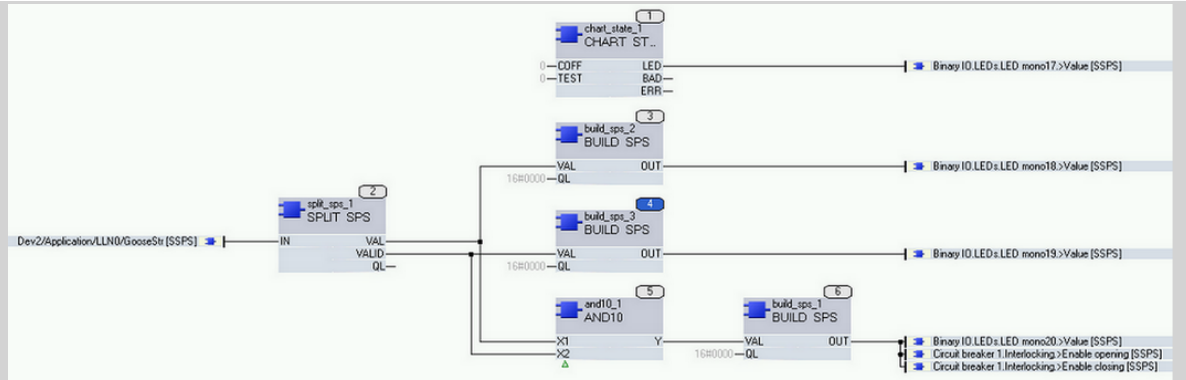 1
chart_state_1
CHART ST..
0 COFF LED Binary IO.LEDs.LED mono17.>Value [SSPS]
0 TEST BAD
ERR
3
build_sps_2
BUILD SPS
VAL OUT Binary IO.LEDs.LED mono18.>Value [SSPS]
16#0000 QL
2
split_sps_1
SPLIT SPS
4
build_sps_3
BUILD SPS
Dev2/Application/LLN0/GooseStr [SSPS] IN VAL
VALID
QL
VAL OUT Binary IO.LEDs.LED mono19.>Value [SSPS]
16#0000 QL
5
and10_1
AND10
6
build_sps_1
BUILD SPS
X1 Y VAL OUT Binary IO.LEDs.LED mono20.>Value [SSPS]
X2 16#0000 QL Circuit breaker 1.Interlocking.>Enable opening [SSPS]
Circuit breaker 1.Interlocking.>Enable closing [SSPS]